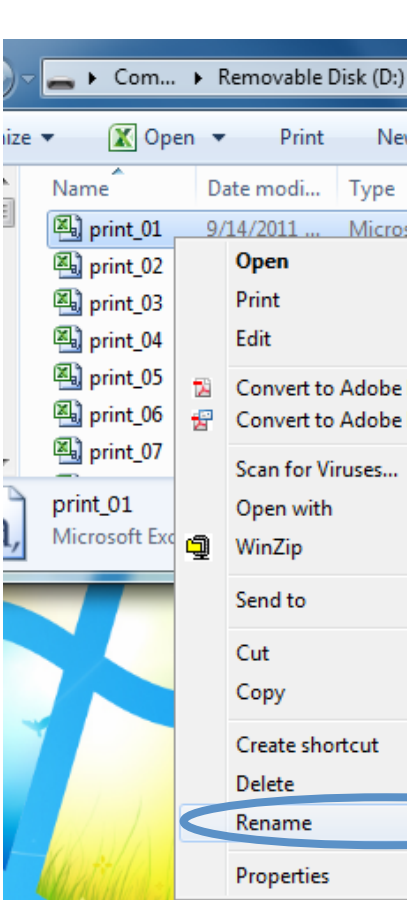 Com... Removable Disk (D:)
ize Open Print Ne
Name Date modi... Type
print_01 9/14/2011 ... Micros
print_02
print_03
print_04
print_05
print_06
print_07
print_01
Microsoft Exc
Open
Print
Edit
Convert to Adobe
Convert to Adobe
Scan for Viruses...
Open with
WinZip
Send to
Cut
Copy
Create shortcut
Delete
Rename
Properties